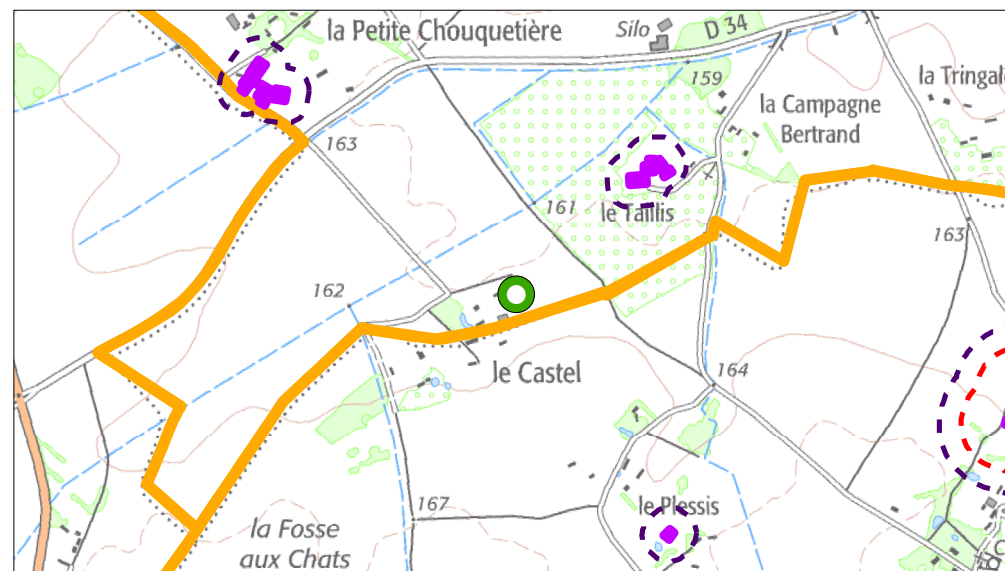 la Petite Chouquetière
Silo
D 34
159
la Tringale
la Campagne
Bertrand
163
161
le Taillis
163
162
le Castel
164
167
le Plessis
la Fosse
aux Chats